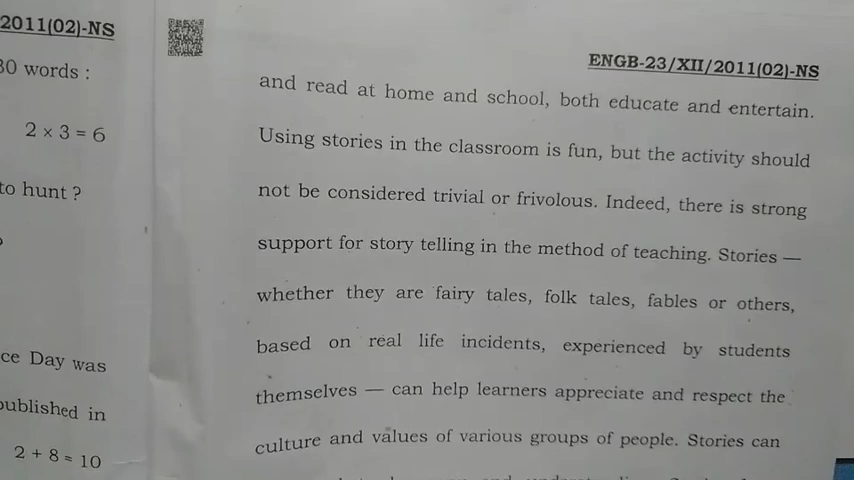 2011(02)-NS
30 words :
2 × 3 = 6
to hunt ?
ce Day was
published in
2 + 8 = 10
ENGB-23/XII/2011(02)-NS
and read at home and school, both educate and entertain.
Using stories in the classroom is fun, but the activity should
not be considered trivial or frivolous. Indeed, there is strong
support for story telling in the method of teaching. Stories —
whether they are fairy tales, folk tales, fables or others,
based on real life incidents, experienced by students
themselves — can help learners appreciate and respect the
culture and values of various groups of people. Stories can